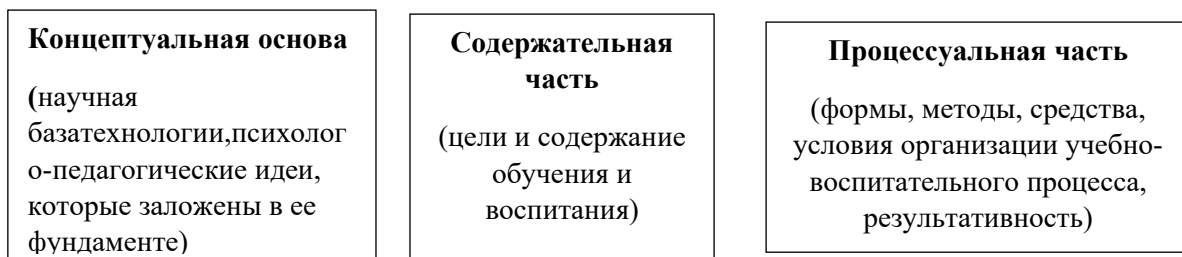 Концептуальная основа
(научная
базатехнологии,психолог
о-педагогические идеи,
которые заложены в ее
фундаменте)
Содержательная
часть
(цели и содержание
обучения и
воспитания)
Процессуальная часть
(формы, методы, средства,
условия организации учебно-
воспитательного процесса,
результативность)